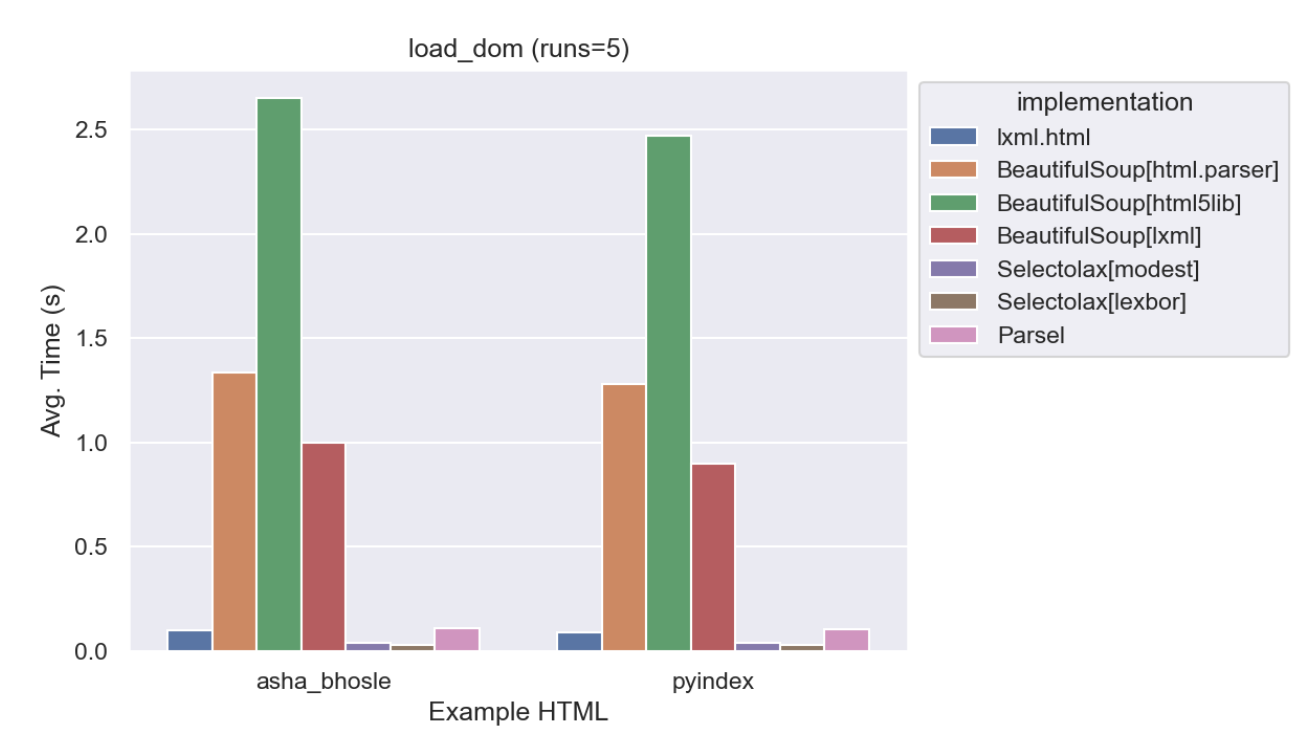 load_dom (runs=5)
2.5
2.0
1.5
1.0
0.5
0.0
Avg. Time (s)
asha_bhosle
pyindex
Example HTML
implementation
lxml.html
BeautifulSoup[html.parser]
BeautifulSoup[html5lib]
BeautifulSoup[lxml]
Selectolax[modest]
Selectolax[lexbor]
Parsel